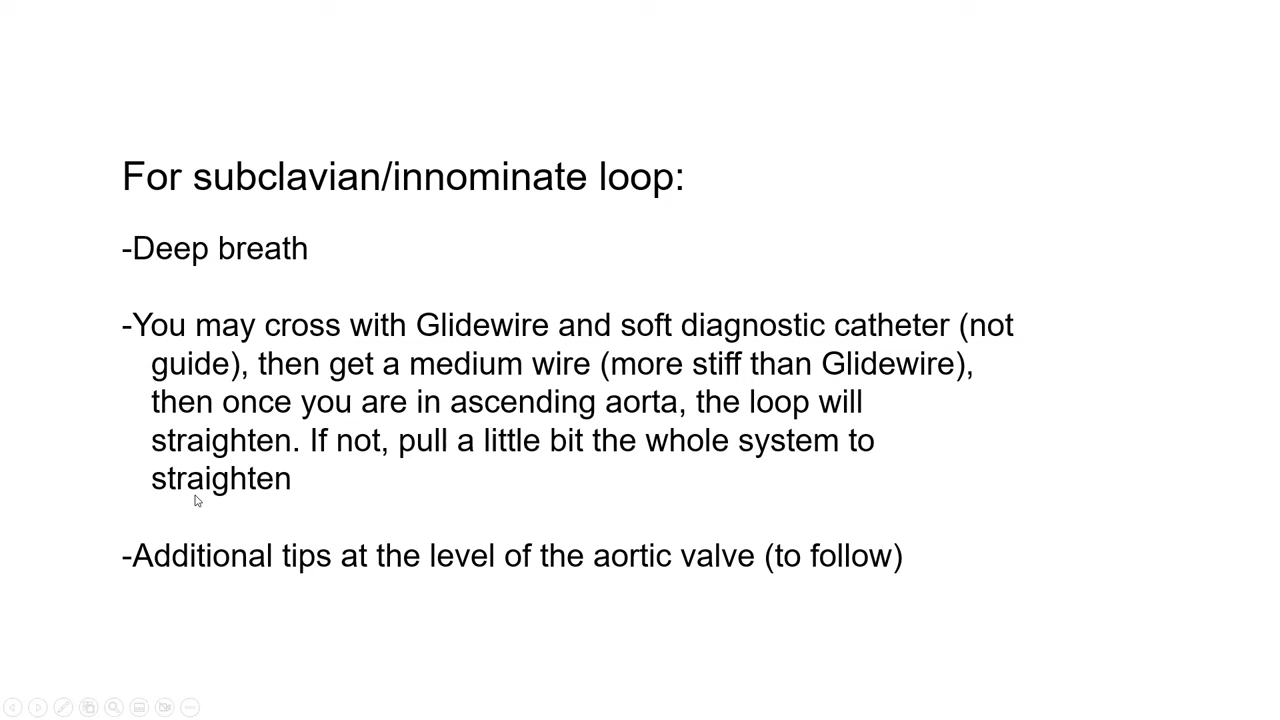 For subclavian/innominate loop:
-Deep breath
-You may cross with Glidewire and soft diagnostic catheter (not
guide), then get a medium wire (more stiff than Glidewire),
then once you are in ascending aorta, the loop will
straighten. If not, pull a little bit the whole system to
straighten
-Additional tips at the level of the aortic valve (to follow)